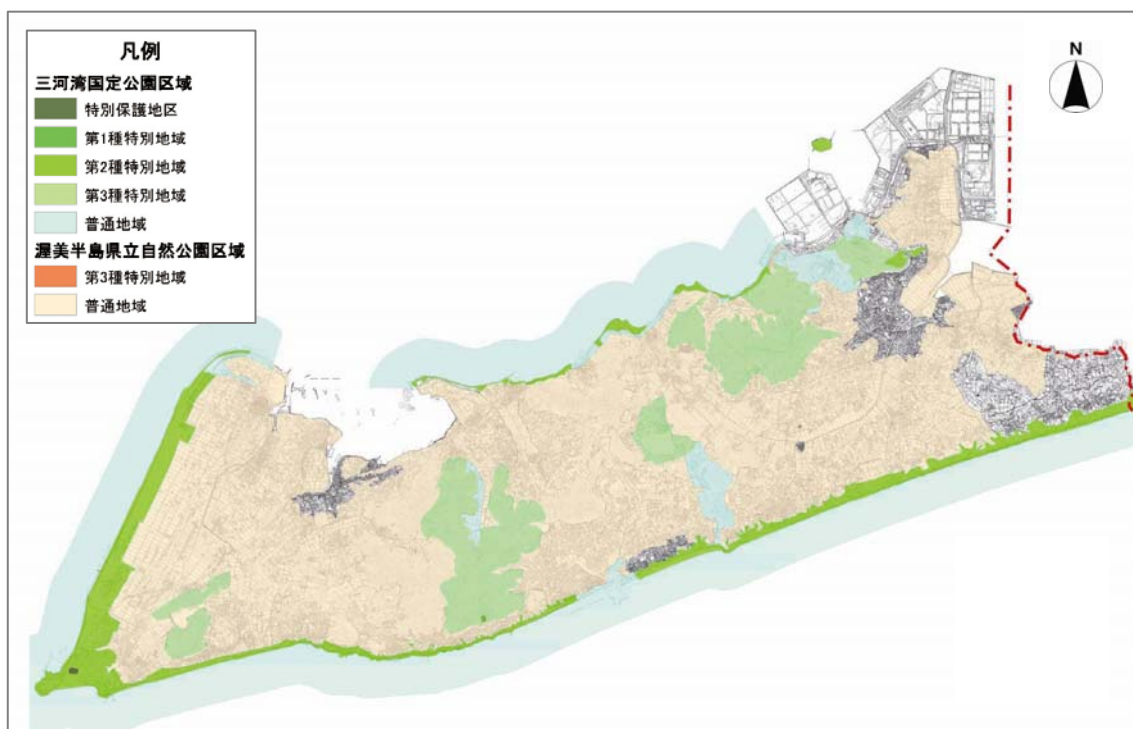 凡例
三河湾国定公園区域
特別保護地区
第1種特別地域
第2種特別地域
第3種特別地域
普通地域
渥美半島県立自然公園区域
第3種特別地域
普通地域
N